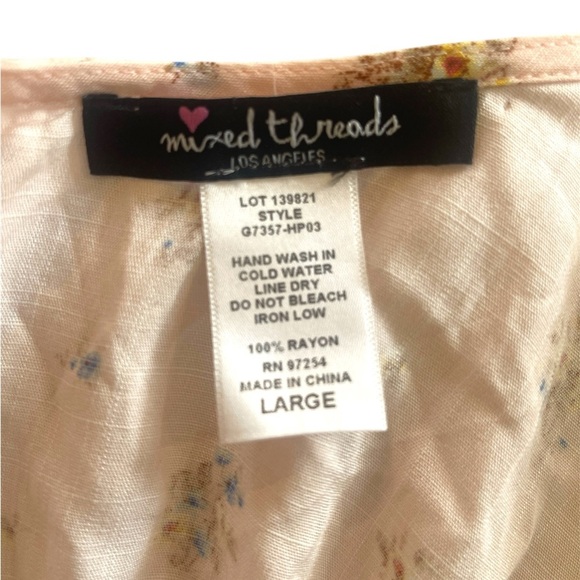 mixed threads
LOS ANGELES
LOT 139821
STYLE
G7357-HP03
HAND WASH IN
COLD WATER
LINE DRY
DO NOT BLEACH
IRON LOW
100% RAYON
RN 97254
MADE IN CHINA
LARGE